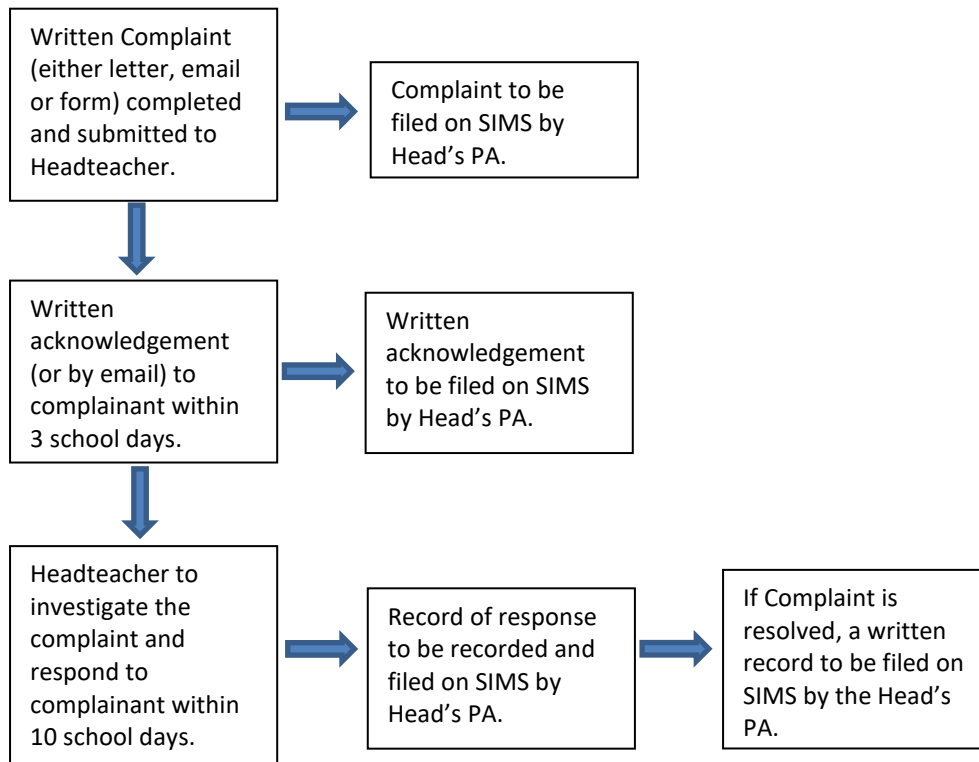 Written Complaint
(either letter, email
or form) completed
and submitted to
Headteacher.
Complaint to be
filed on SIMS by
Head’s PA.
Written
acknowledgement
(or by email) to
complainant within
3 school days.
Written
acknowledgement
to be filed on SIMS
by Head’s PA.
Headteacher to
investigate the
complaint and
respond to
complainant within
10 school days.
Record of response
to be recorded and
filed on SIMS by
Head’s PA.
If Complaint is
resolved, a written
record to be filed on
SIMS by the Head’s
PA.